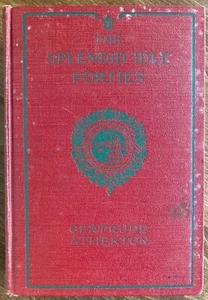 THE
SPLENDID IDLE
FORTIES
GERTRUDE
ATHERTON